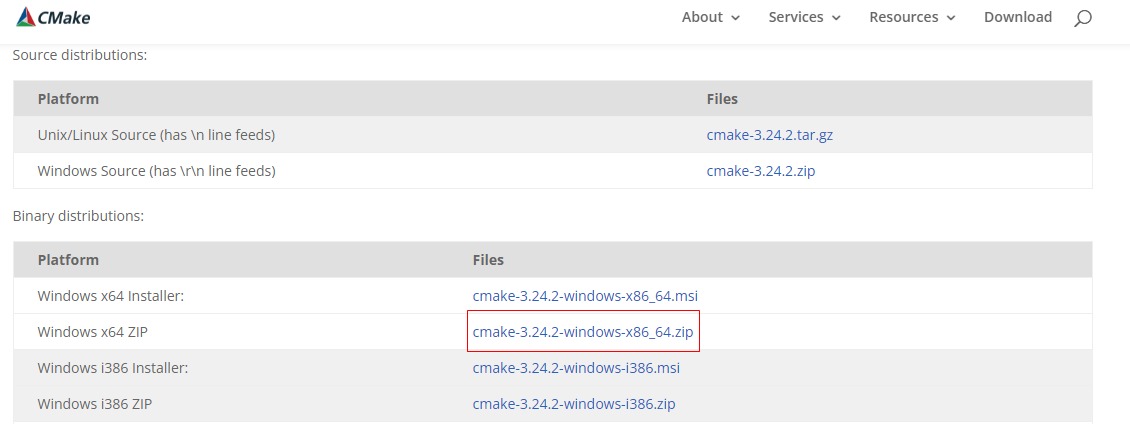 CMake About Services Resources Download
Source distributions:
Platform Files
Unix/Linux Source (has \n line feeds) cmake-3.24.2.tar.gz
Windows Source (has \r\n line feeds) cmake-3.24.2.zip
Binary distributions:
Platform Files
Windows x64 Installer: cmake-3.24.2-windows-x86_64.msi
Windows x64 ZIP cmake-3.24.2-windows-x86_64.zip
Windows i386 Installer: cmake-3.24.2-windows-i386.msi
Windows i386 ZIP cmake-3.24.2-windows-i386.zip